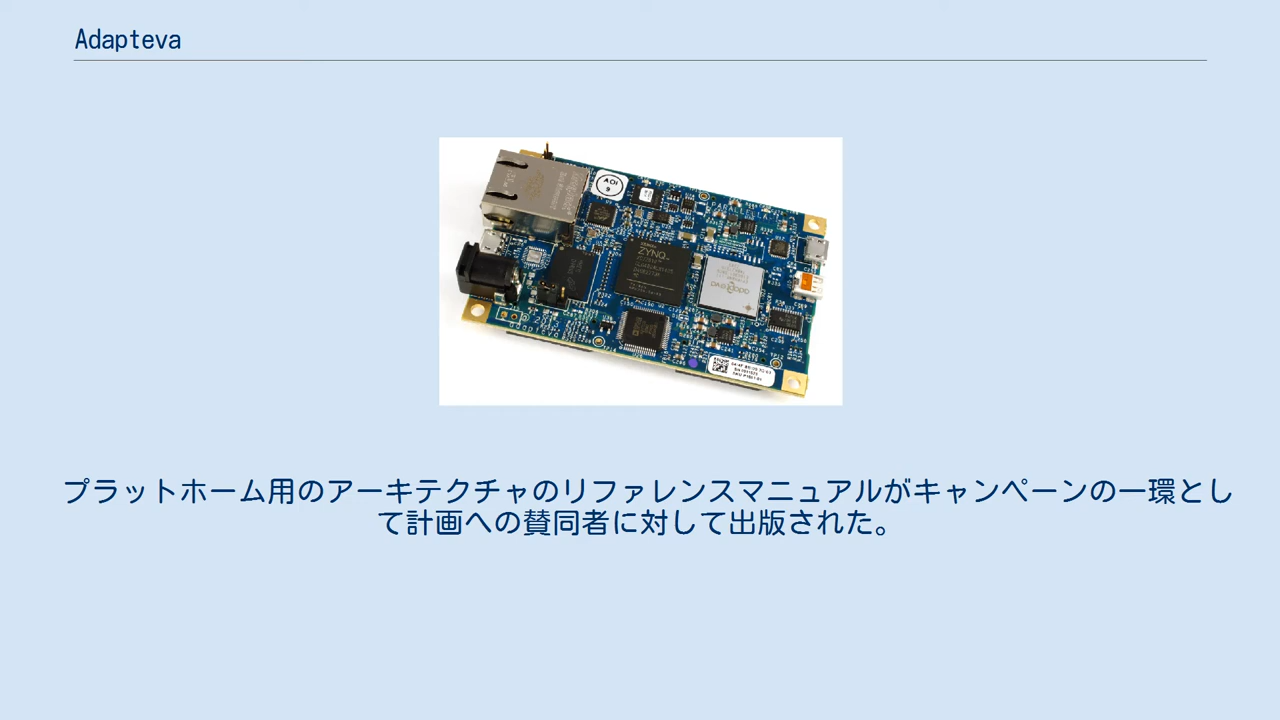 Adapteva
AOI
9
ZYNQ
プラットホーム用のアーキテクチャのリファレンスマニュアルがキャンペーンの一環とし
て計画への賛同者に対して出版された。